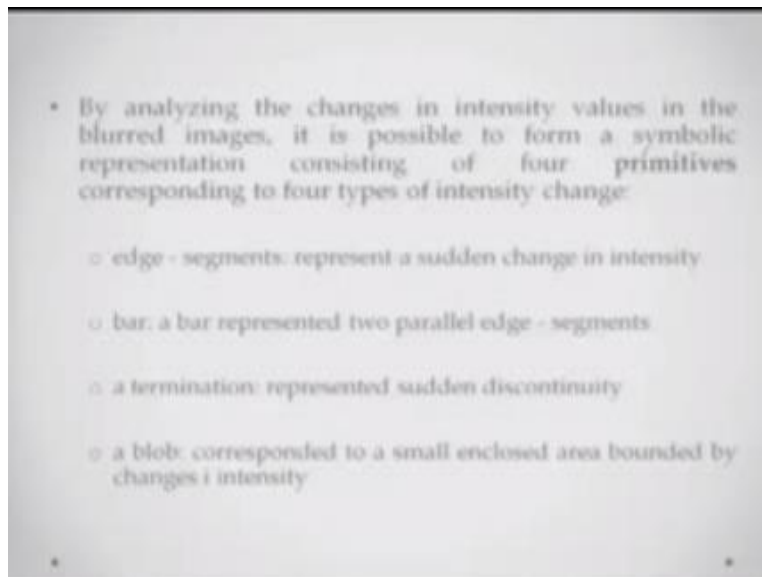 • By analyzing the changes in intensity values in the
blurred images, it is possible to form a symbolic
representation consisting of four primitives
corresponding to four types of intensity change:
o edge - segments: represent a sudden change in intensity
o bar: a bar represented two parallel edge - segments
o a termination: represented sudden discontinuity
o a blob: corresponded to a small enclosed area bounded by
changes i intensity